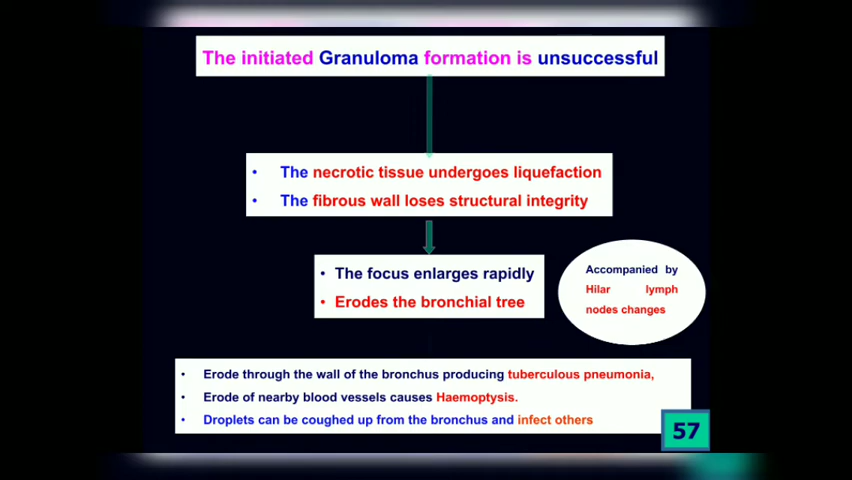 The initiated Granuloma formation is unsuccessful
• The necrotic tissue undergoes liquefaction
• The fibrous wall loses structural integrity
• The focus enlarges rapidly
• Erodes the bronchial tree
Accompanied by
Hilar lymph
nodes changes
• Erode through the wall of the bronchus producing tuberculous pneumonia,
• Erode of nearby blood vessels causes Haemoptysis.
• Droplets can be coughed up from the bronchus and infect others
57